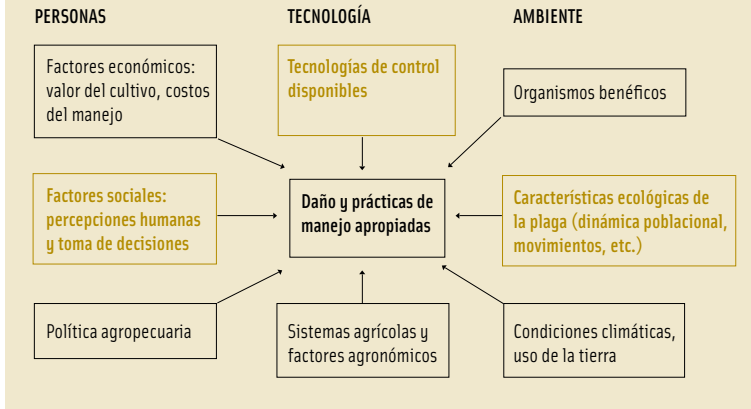 PERSONAS
TECNOLOGÍA
AMBIENTE
Factores económicos:
valor del cultivo, costos
del manejo
Tecnologías de control
disponibles
Organismos benéficos
Factores sociales:
percepciones humanas
y toma de decisiones
Daño y prácticas de
manejo apropiadas
Características ecológicas de
la plaga (dinámica poblacional,
movimientos, etc.)
Política agropecuaria
Sistemas agrícolas y
factores agronómicos
Condiciones climáticas,
uso de la tierra